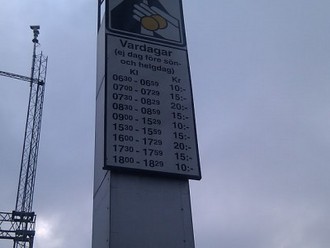 Vardagar
(ej dag före sön-
och helgdag)
Kl Kr
06³⁰ - 06⁵⁹ 10:-
07⁰⁰ - 07²⁹ 15:-
07³⁰ - 08²⁹ 20:-
08³⁰ - 08⁵⁹ 15:-
09⁰⁰ - 15²⁹ 10:-
15³⁰ - 15⁵⁹ 15:-
16⁰⁰ - 17²⁹ 20:-
17³⁰ - 17⁵⁹ 15:-
18⁰⁰ - 18²⁹ 10:-